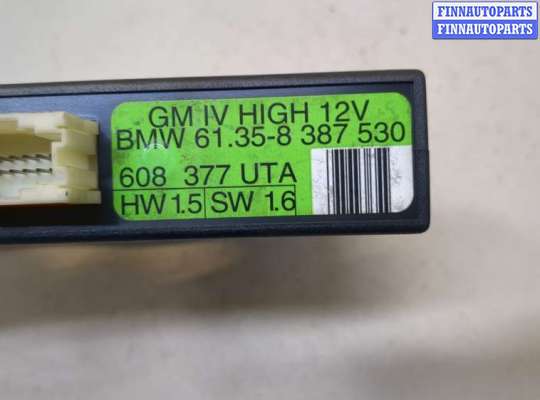 FINNAUTOPARTS
FINNAUTOPARTS
GM IV HIGH 12V
BMW 61.35-8 387 530
608 377 UTA
HW 1.5 SW 1.6